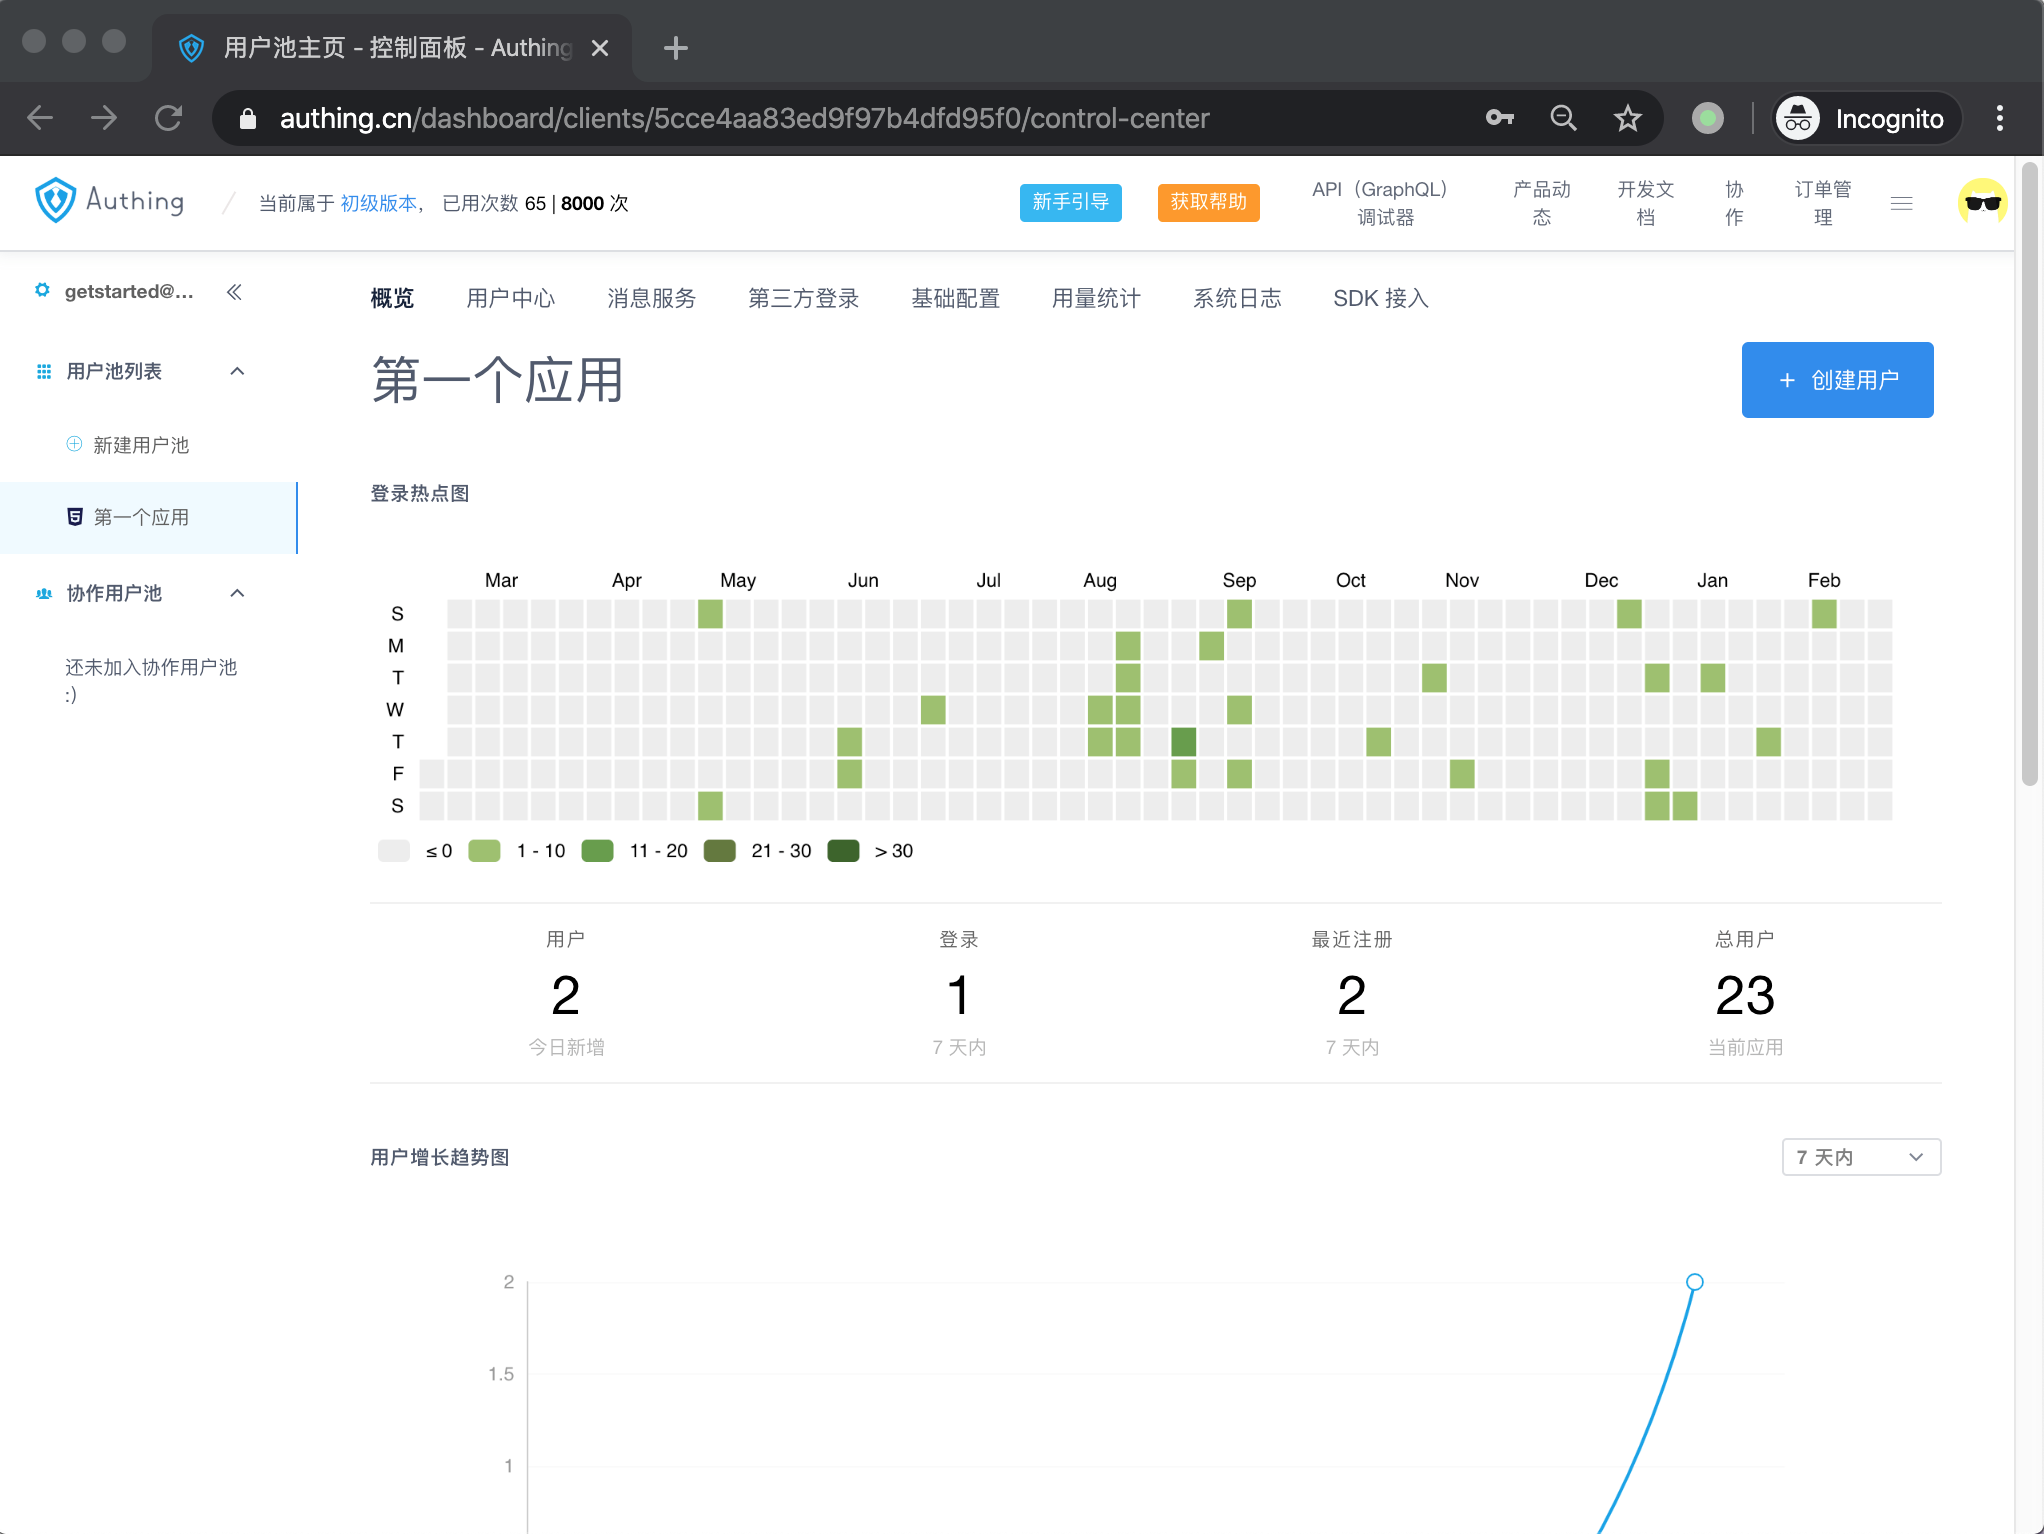 用户池主页 - 控制面板 - Authing
authing.cn/dashboard/clients/5cce4aa83ed9f97b4dfd95f0/control-center
Incognito
Authing
/
当前属于 初级版本， 已用次数 65 | 8000 次
新手引导
获取帮助
API（GraphQL）
调试器
产品动
态
开发文
档
协
作
订单管
理
getstarted@...
用户池列表
新建用户池
第一个应用
协作用户池
还未加入协作用户池
:)
概览 用户中心 消息服务 第三方登录 基础配置 用量统计 系统日志 SDK 接入
第一个应用
+ 创建用户
登录热点图
Mar Apr May Jun Jul Aug Sep Oct Nov Dec Jan Feb
S
M
T
W
T
F
S
≤ 0 1 - 10 11 - 20 21 - 30 > 30
用户 登录 最近注册 总用户
2 1 2 23
今日新增 7 天内 7 天内 当前应用
用户增长趋势图
7 天内
2
1.5
1